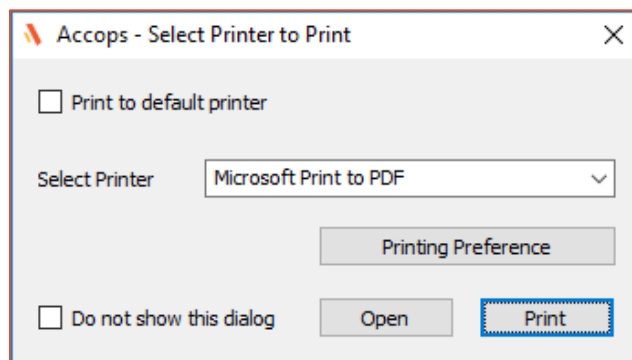 Accops - Select Printer to Print
Print to default printer
Select Printer
Microsoft Print to PDF
Printing Preference
Do not show this dialog
Open
Print